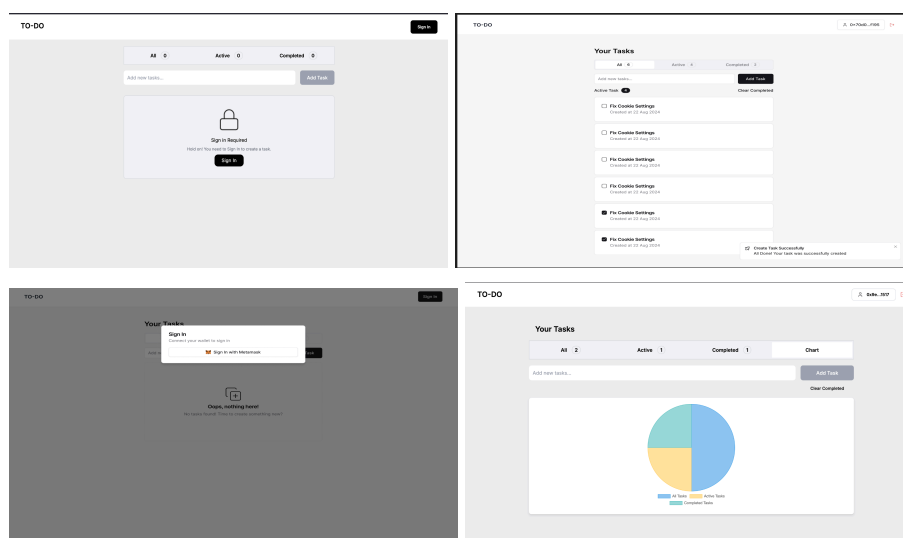 TO-DO
Sign In
All 0 Active 0 Completed 0
Add new tasks... Add Task
Sign in Required
Hold on! You need to Sign In to create a task.
Sign In
TO-DO
Your Tasks
All 6 Active 4 Completed 2
Add new tasks... Add Task
Active Task 4 Clear Completed
Fix Cookie Settings
Created at 22 Aug 2024
Fix Cookie Settings
Created at 22 Aug 2024
Fix Cookie Settings
Created at 22 Aug 2024
Fix Cookie Settings
Created at 22 Aug 2024
Fix Cookie Settings
Created at 22 Aug 2024
Fix Cookie Settings
Created at 22 Aug 2024
Create Task Successfully
All Done! Your task was successfully created
TO-DO
Sign In
Your Tasks
Sign In
Connect your wallet to sign in
Sign In with Metamask
Task
Oops, nothing here!
No tasks found! Time to create something new?
TO-DO
Your Tasks
All 2 Active 1 Completed 1 Chart
Add new tasks... Add Task
Clear Completed
All Tasks Active Tasks
Completed Tasks